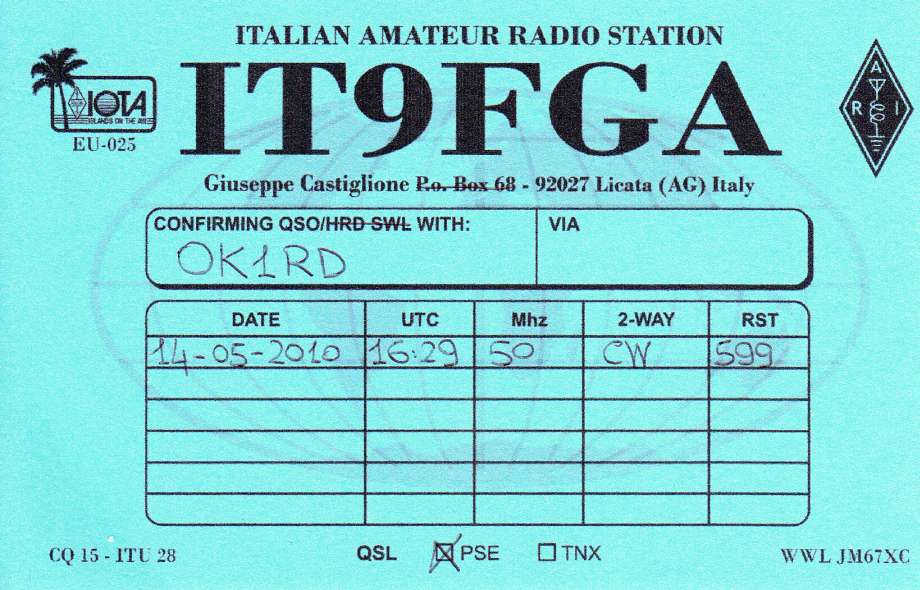 ITALIAN AMATEUR RADIO STATION
IT9FGA
IOTA
ISLANDS ON THE AIR
EU-025
A
R I
Giuseppe Castiglione P.o. Box 68 - 92027 Licata (AG) Italy
CONFIRMING QSO/HRD SWL WITH: VIA
OK1RD
DATE UTC Mhz 2-WAY RST
14-05-2010 16:29 50 CW 599
CQ 15 - ITU 28 QSL PSE TNX WWL JM67XC